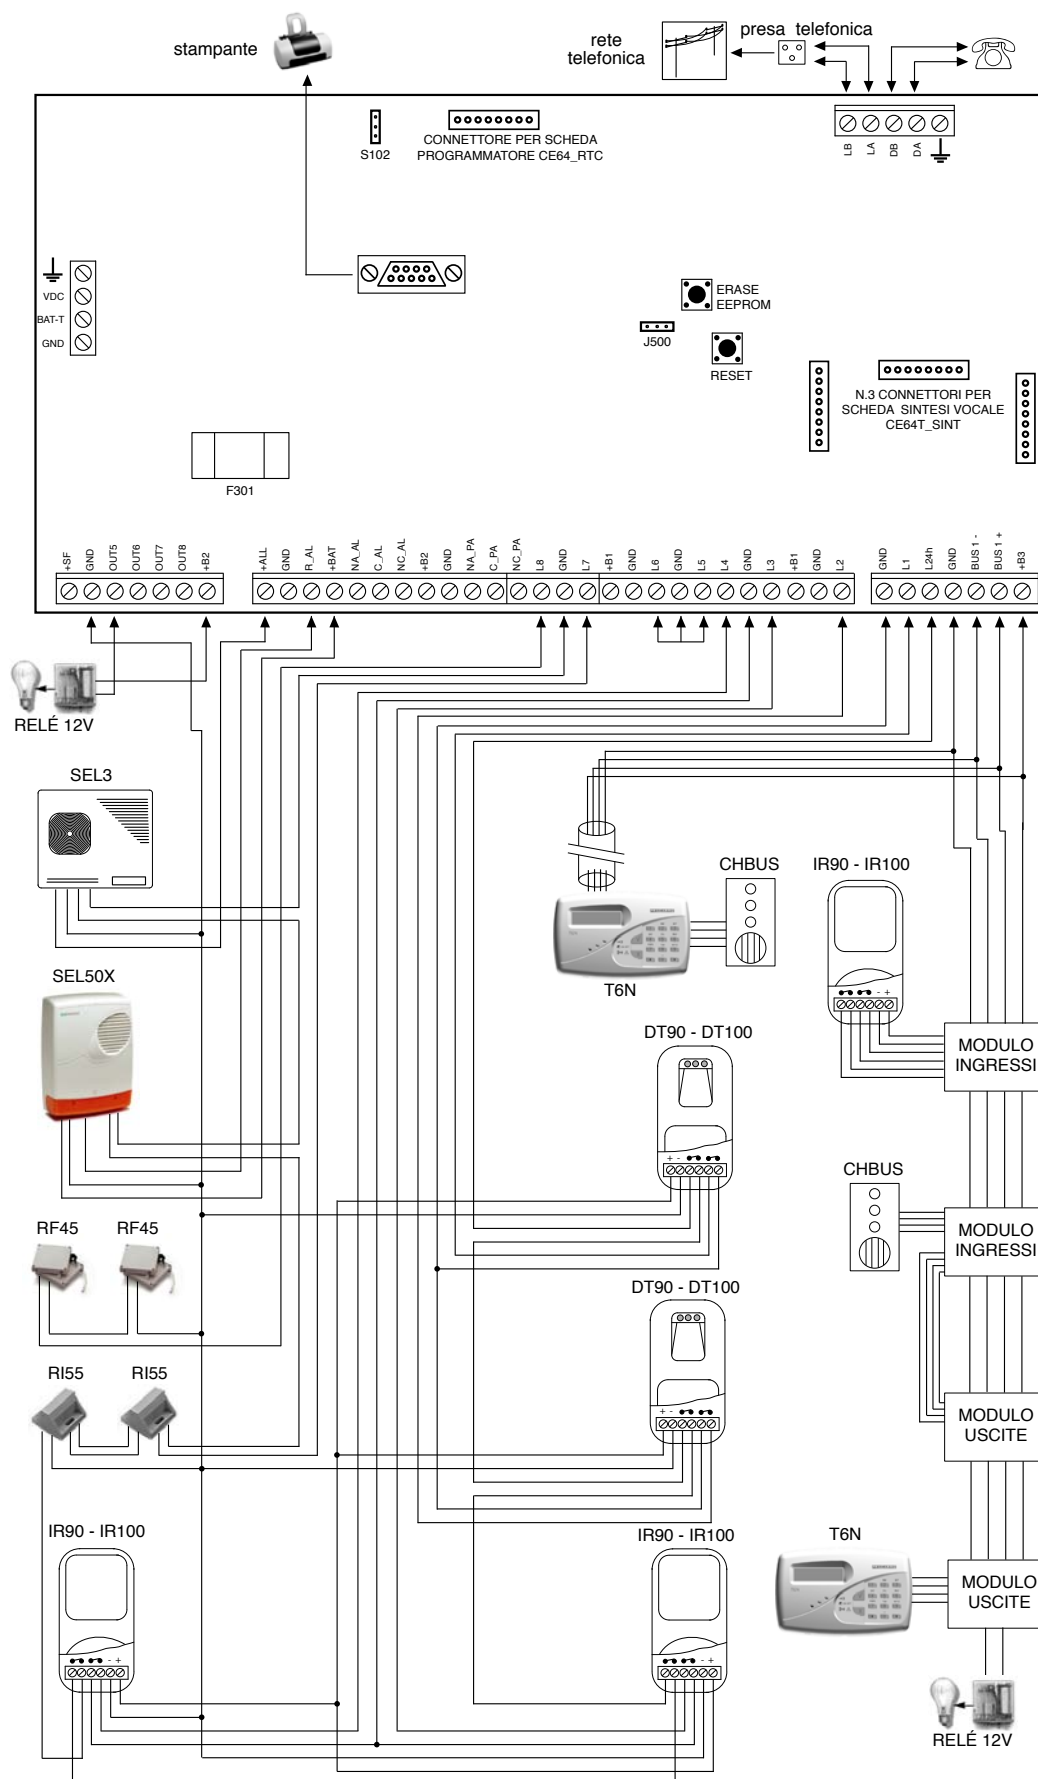 stampante
rete
telefonica
presa telefonica
S102
CONNETTORE PER SCHEDA
PROGRAMMATORE CE64_RTC
LB
LA
DB
DA
VDC
BAT-T
GND
ERASE
EEPROM
J500
RESET
N.3 CONNETTORI PER
SCHEDA SINTESI VOCALE
CE64T_SINT
F301
+SF
GND
OUT5
OUT6
OUT7
OUT8
+B2
+ALL
GND
R_AL
+BAT
NA_AL
C_AL
NC_AL
+B2
GND
NA_PA
C_PA
NC_PA
L8
GND
L7
+B1
GND
L6
GND
L5
L4
GND
L3
+B1
GND
L2
GND
L1
L24h
GND
BUS 1 -
BUS 1 +
+B3
RELÉ 12V
SEL3
CHBUS
IR90 - IR100
T6N
- +
SEL50X
DT90 - DT100
+ -
MODULO
INGRESSI
CHBUS
MODULO
INGRESSI
RF45
RF45
DT90 - DT100
+ -
RI55
RI55
MODULO
USCITE
IR90 - IR100
- +
IR90 - IR100
- +
T6N
MODULO
USCITE
RELÉ 12V